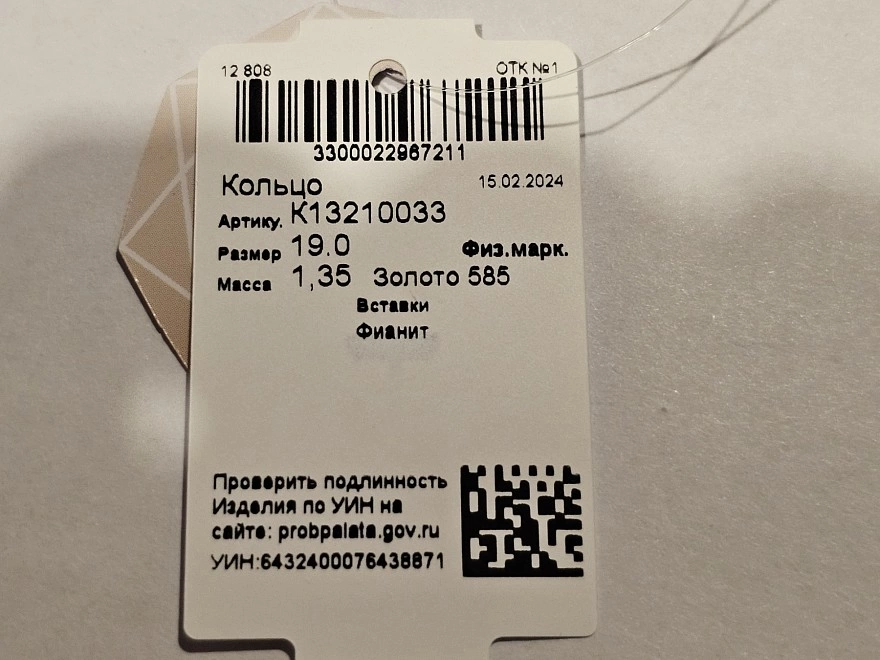 12 808 ОТК №1
3300022967211
Кольцо 15.02.2024
Артику. К13210033
Размер 19.0 Физ.марк.
Масса 1,35 Золото 585
Вставки
Фианит
Проверить подлинность
Изделия по УИН на
сайте: probpalata.gov.ru
УИН:6432400076438871